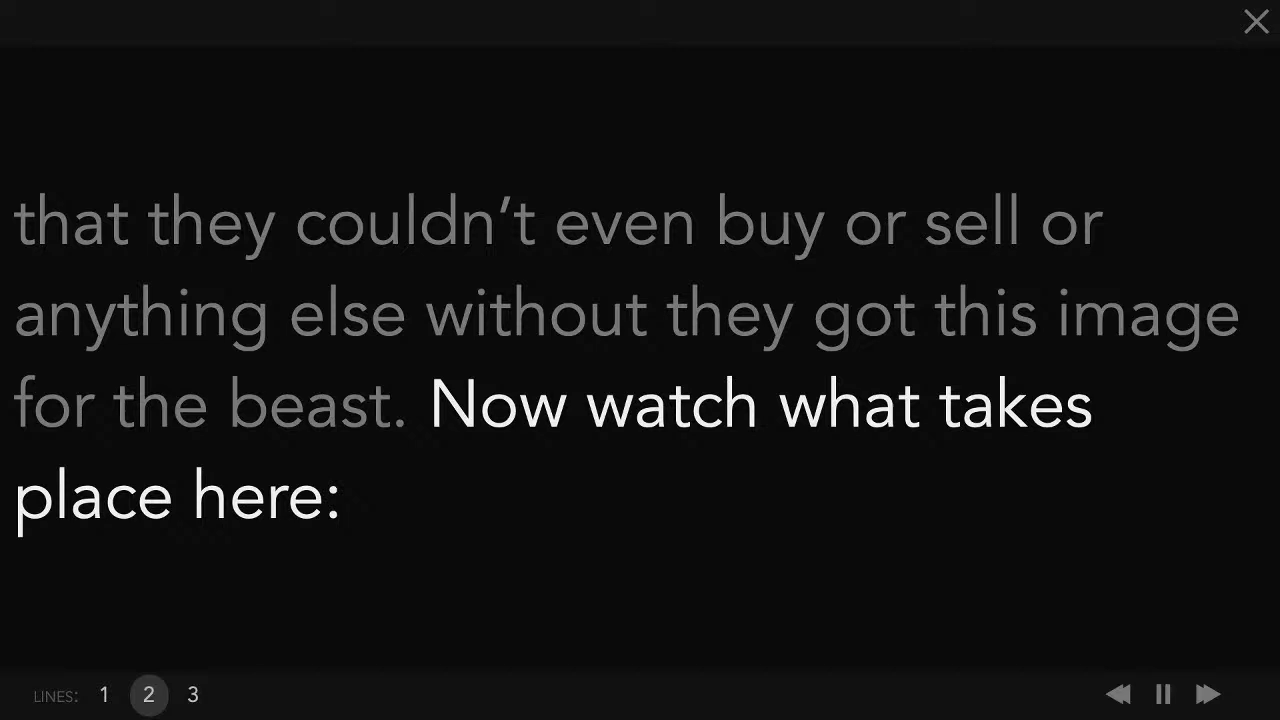 that they couldn’t even buy or sell or
anything else without they got this image
for the beast. Now watch what takes
place here:
LINES: 1 2 3